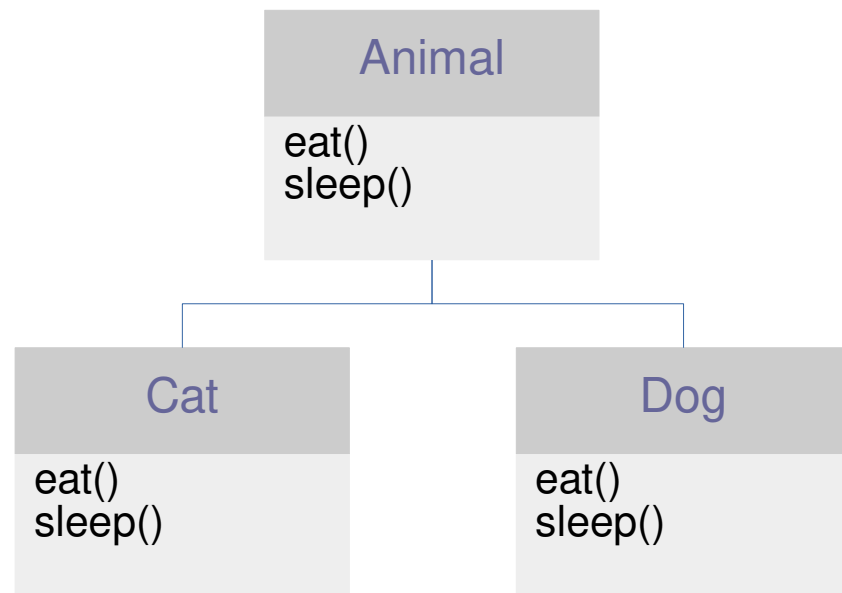 Animal
eat()
sleep()
Cat
eat()
sleep()
Dog
eat()
sleep()